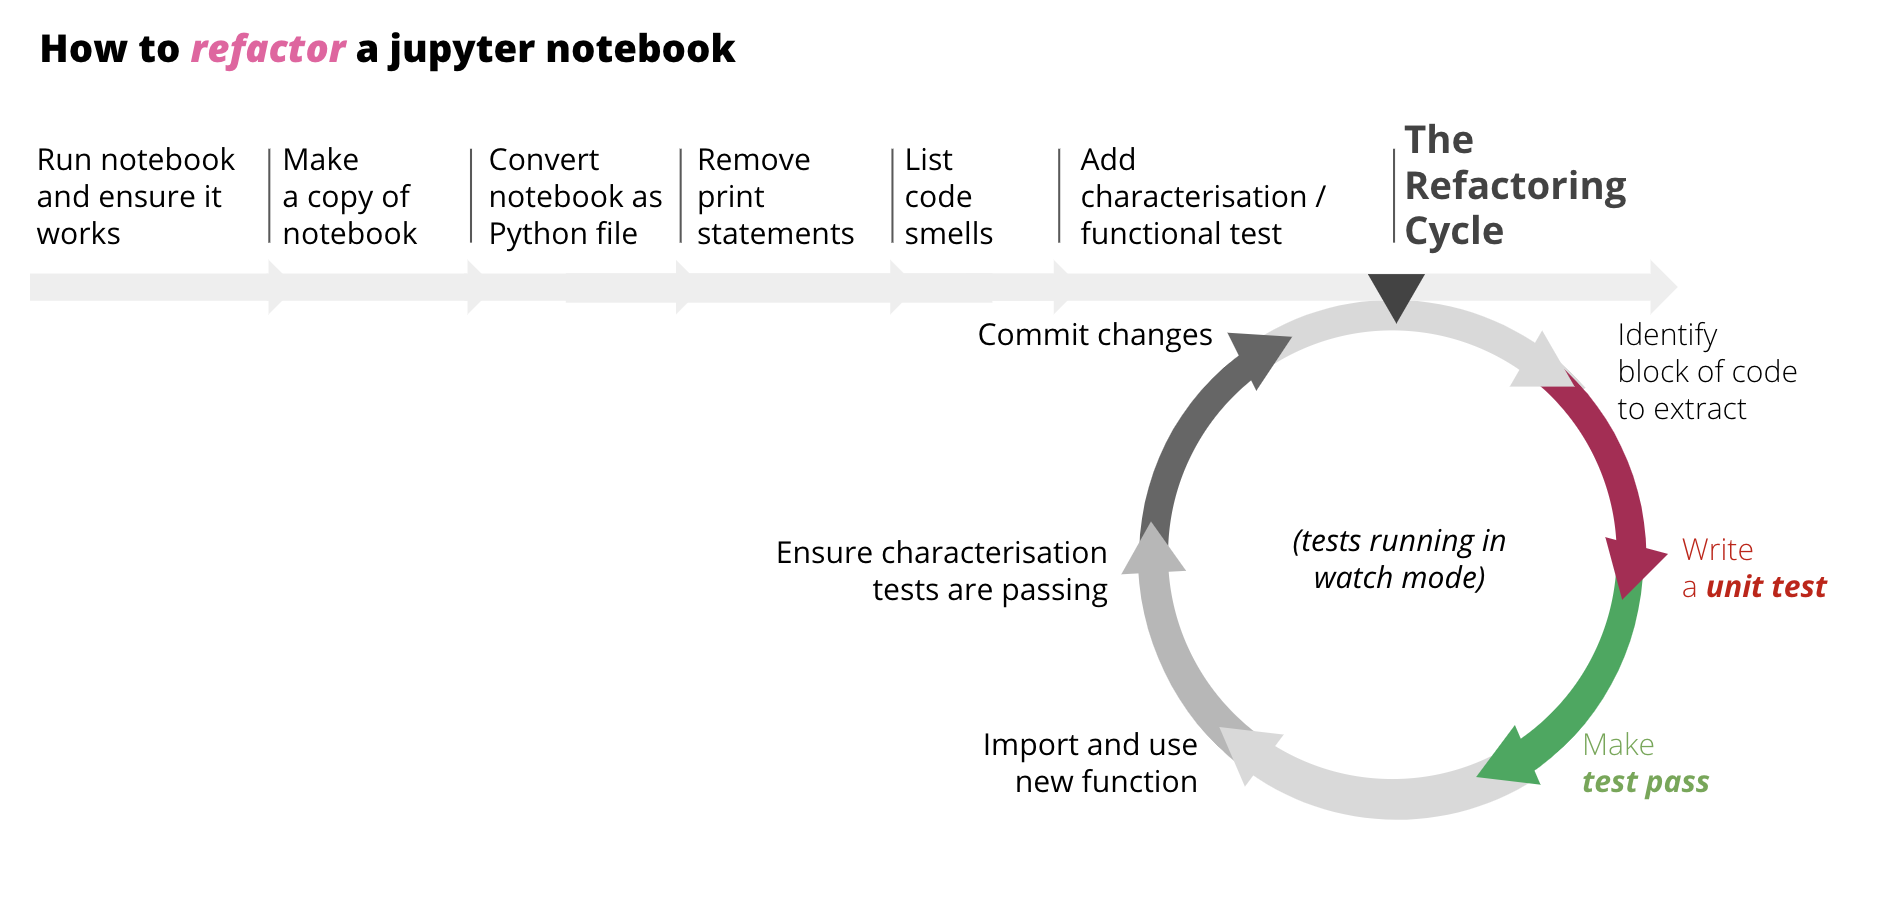 How to refactor a jupyter notebook
Run notebook
and ensure it
works
Make
a copy of
notebook
Convert
notebook as
Python file
Remove
print
statements
List
code
smells
Add
characterisation /
functional test
The
Refactoring
Cycle
Identify
block of code
to extract
Write
a unit test
Make
test pass
Import and use
new function
Ensure characterisation
tests are passing
Commit changes
(tests running in
watch mode)